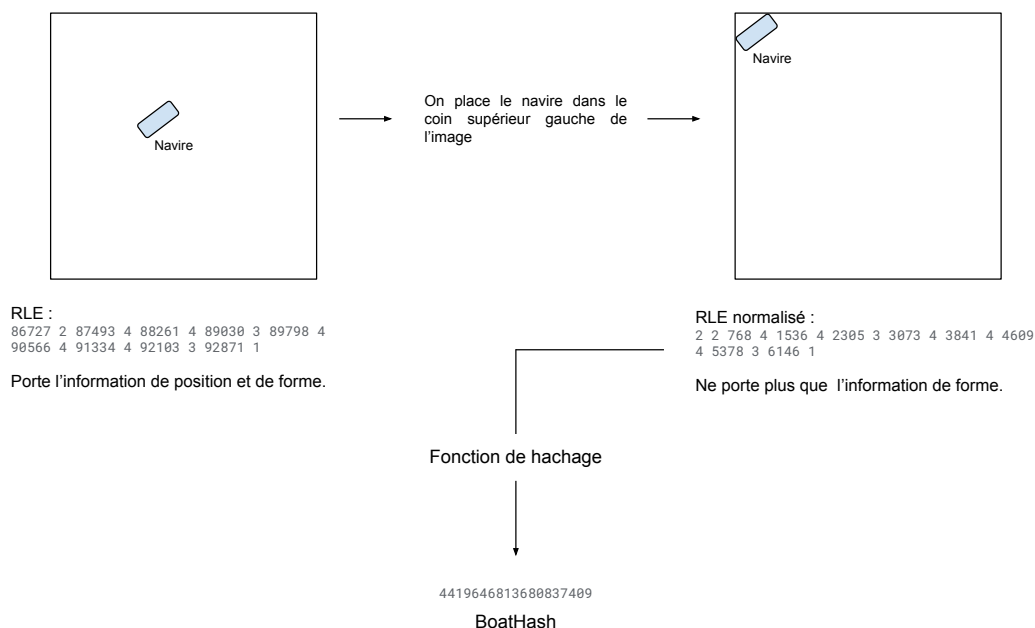 Navire
On place le navire dans le
coin supérieur gauche de
l'image
Navire
RLE :
86727 2 87493 4 88261 4 89030 3 89798 4
90566 4 91334 4 92103 3 92871 1
Porte l'information de position et de forme.
RLE normalisé :
2 2 768 4 1536 4 2305 3 3073 4 3841 4 4609
4 5378 3 6146 1
Ne porte plus que l'information de forme.
Fonction de hachage
4419646813680837409
BoatHash